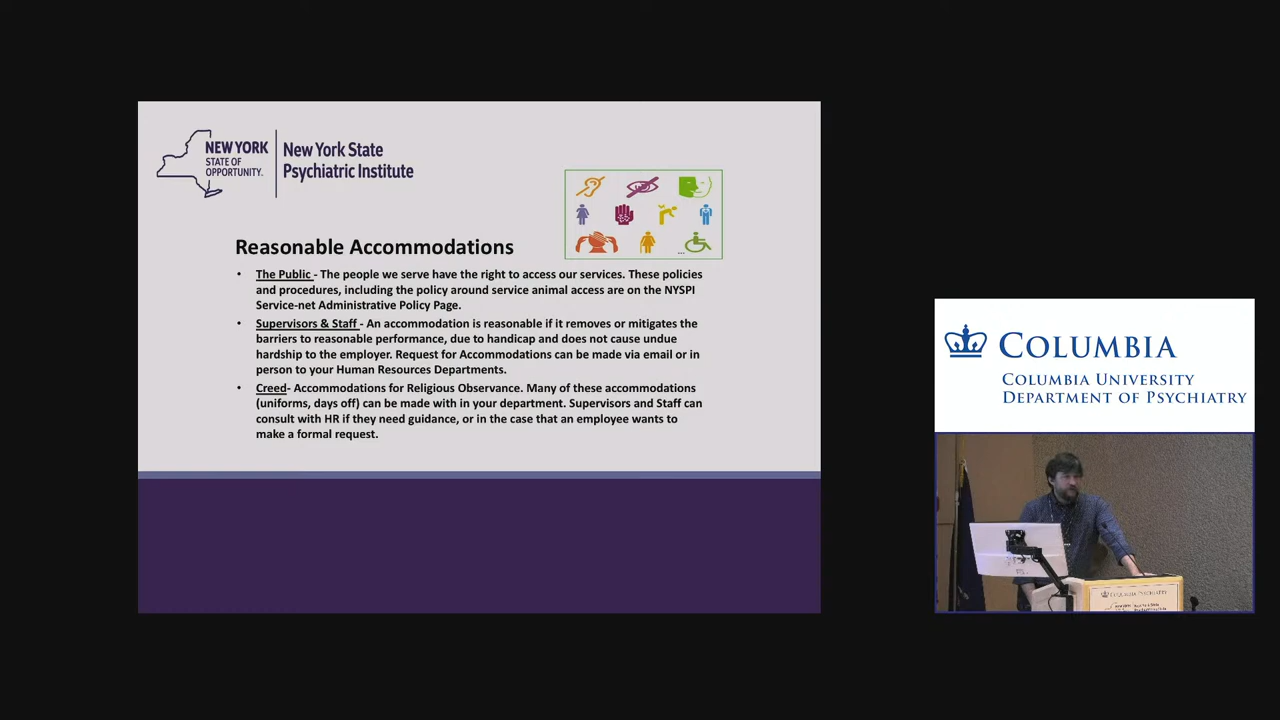 NEW YORK
STATE OF
OPPORTUNITY.
New York State
Psychiatric Institute
Reasonable Accommodations
• The Public - The people we serve have the right to access our services. These policies
and procedures, including the policy around service animal access are on the NYSPI
Service-net Administrative Policy Page.
• Supervisors & Staff - An accommodation is reasonable if it removes or mitigates the
barriers to reasonable performance, due to handicap and does not cause undue
hardship to the employer. Request for Accommodations can be made via email or in
person to your Human Resources Departments.
• Creed- Accommodations for Religious Observance. Many of these accommodations
(uniforms, days off) can be made with in your department. Supervisors and Staff can
consult with HR if they need guidance, or in the case that an employee wants to
make a formal request.
...
COLUMBIA
COLUMBIA UNIVERSITY
DEPARTMENT OF PSYCHIATRY
COLUMBIA PSYCHIATRY